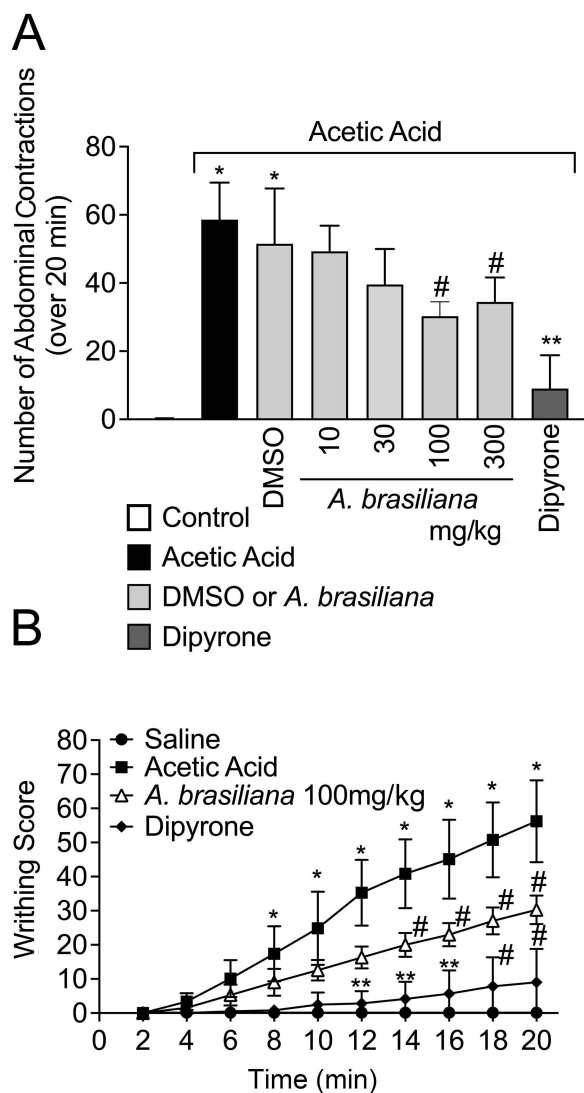 A
Acetic Acid
Number of Abdominal Contractions
(over 20 min)
80
60
40
20
0
*
*
#
#
**
DMSO
10
30
100
300
Dipyrone
A. brasiliana
mg/kg
Control
Acetic Acid
DMSO or A. brasiliana
Dipyrone
B
Writhing Score
80
70
60
50
40
30
20
10
0
Saline
Acetic Acid
A. brasiliana 100mg/kg
Dipyrone
* * * * * * *
# # # #
** ** ** # #
0 2 4 6 8 10 12 14 16 18 20
Time (min)